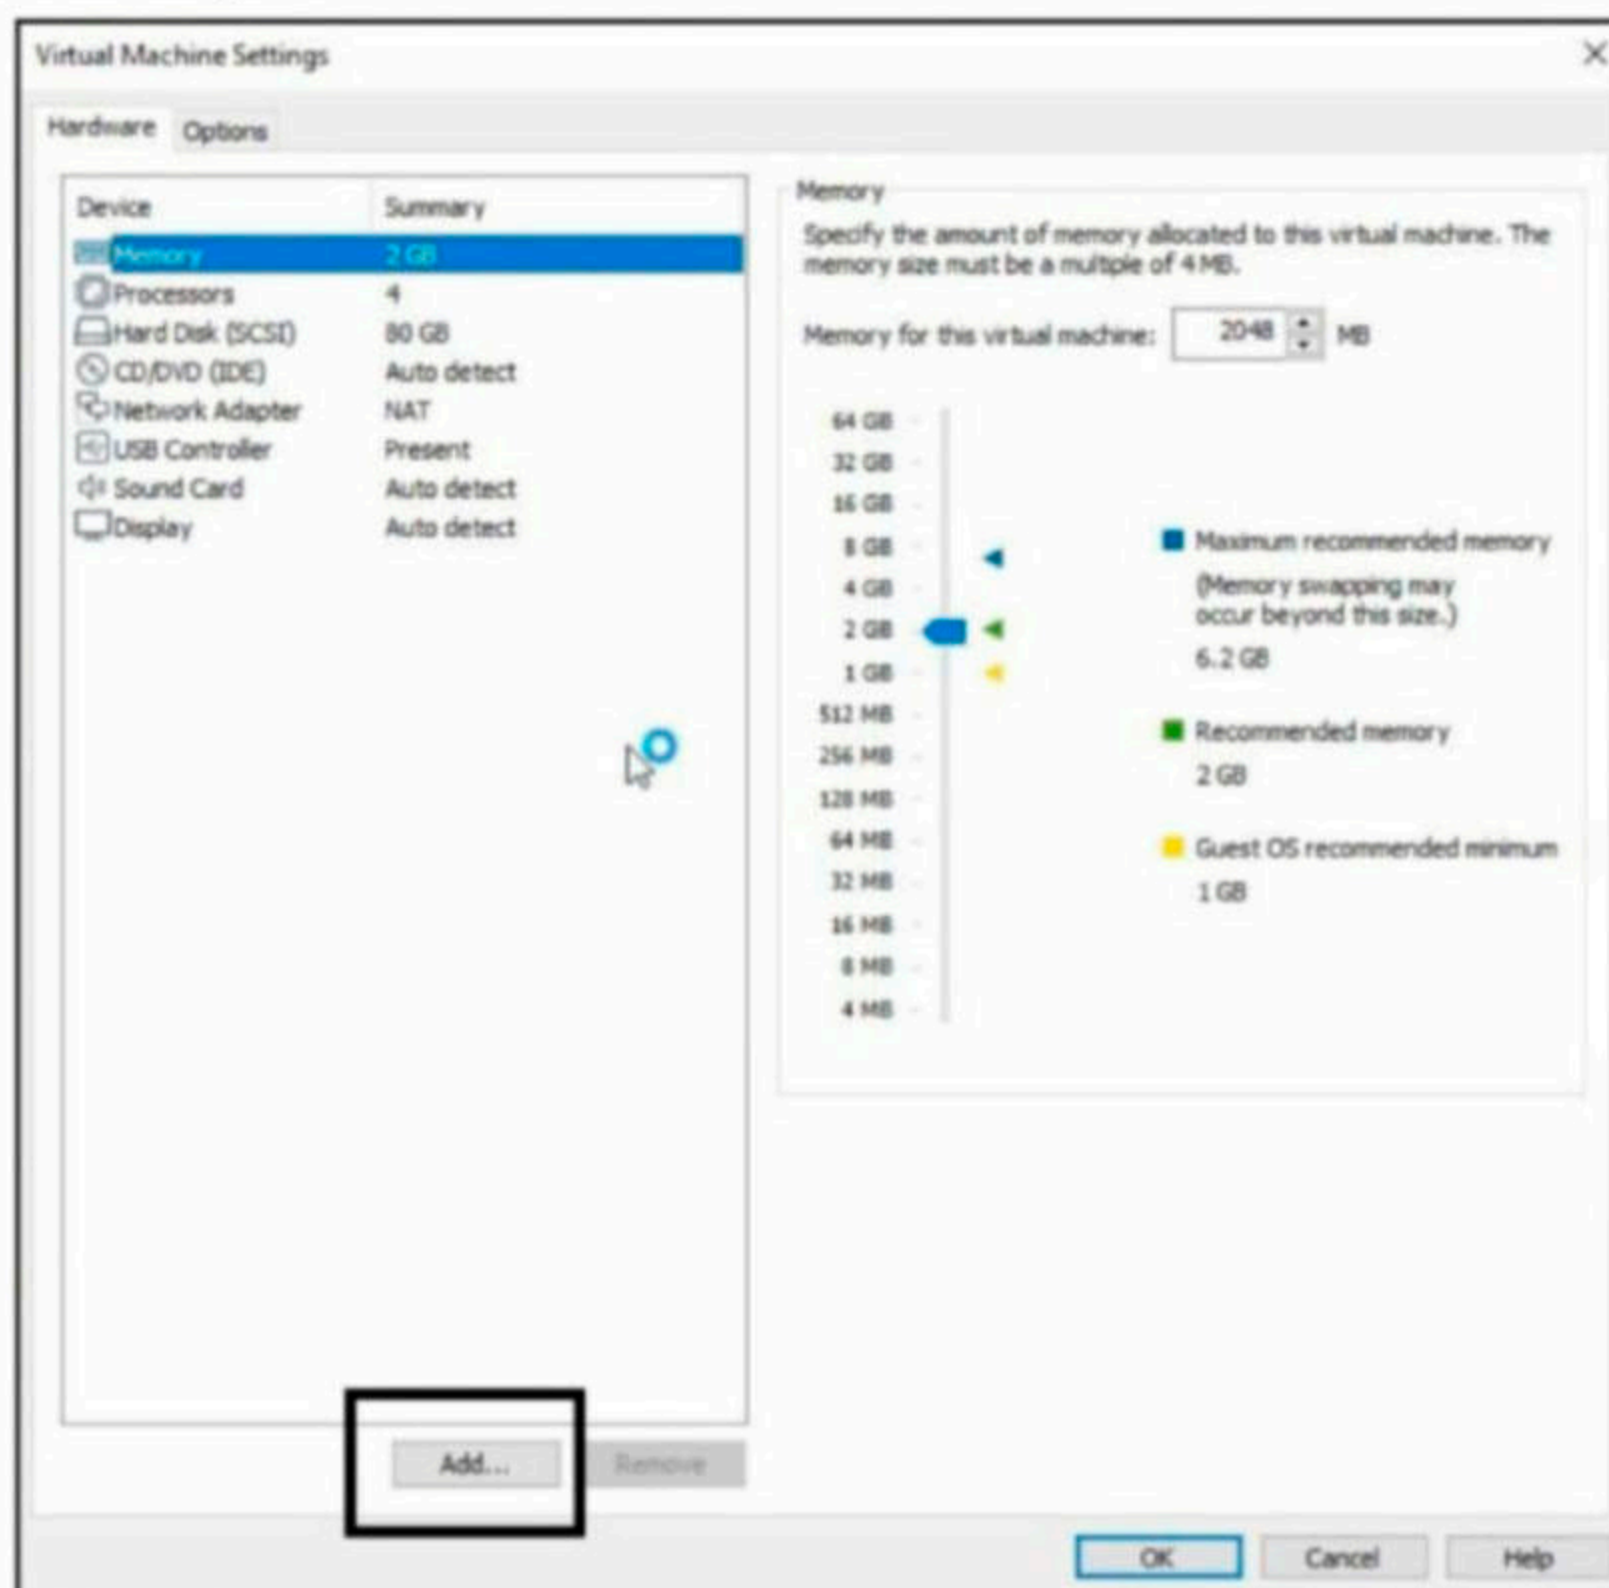 Virtual Machine Settings
Hardware Options
Device Summary
Memory 2 GB
Processors 4
Hard Disk (SCSI) 80 GB
CD/DVD (IDE) Auto detect
Network Adapter NAT
USB Controller Present
Sound Card Auto detect
Display Auto detect
Add...
Remove
Memory
Specify the amount of memory allocated to this virtual machine. The
memory size must be a multiple of 4 MB.
Memory for this virtual machine: 2048 MB
64 GB
32 GB
16 GB
8 GB
4 GB
2 GB
1 GB
512 MB
256 MB
128 MB
64 MB
32 MB
16 MB
8 MB
4 MB
Maximum recommended memory
(Memory swapping may
occur beyond this size.)
6.2 GB
Recommended memory
2 GB
Guest OS recommended minimum
1 GB
OK Cancel Help